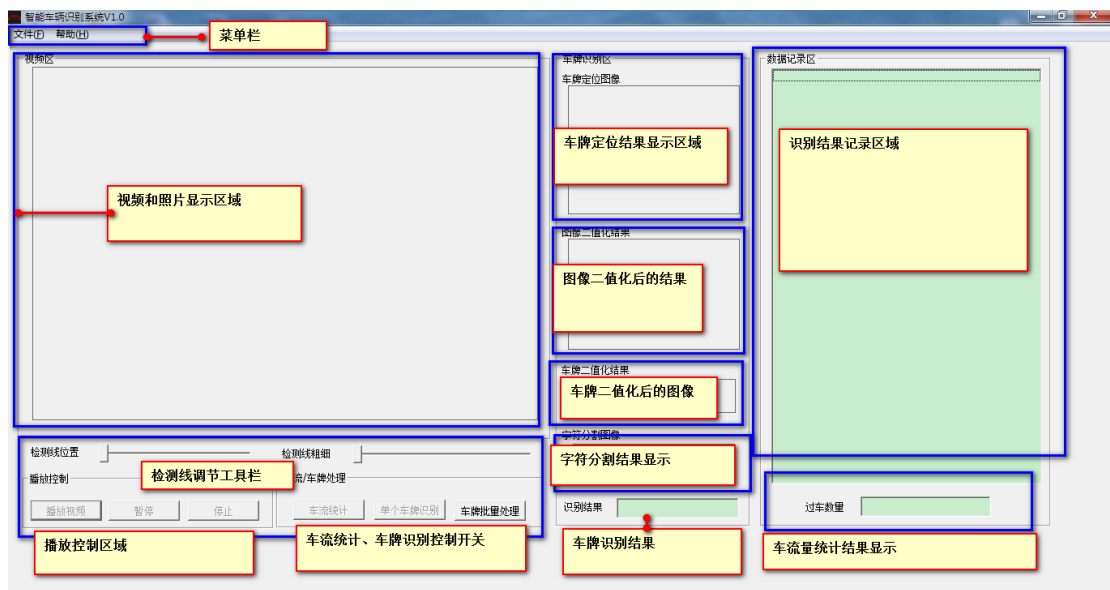 智能车辆识别系统V1.0
文件(F) 帮助(H)
菜单栏
视频区
视频和照片显示区域
车牌识别区
车牌定位图像
车牌定位结果显示区域
图像二值化结果
图像二值化后的结果
车牌二值化结果
车牌二值化后的图像
字符分割图像
字符分割结果显示
识别结果
车牌识别结果
数据记录区
识别结果记录区域
过车数量
车流量统计结果显示
检测线位置
检测线粗细
检测线调节工具栏
播放控制
流/车牌处理
播放视频 暂停 停止
车流统计 单个车牌识别 车牌批量处理
播放控制区域
车流统计、车牌识别控制开关